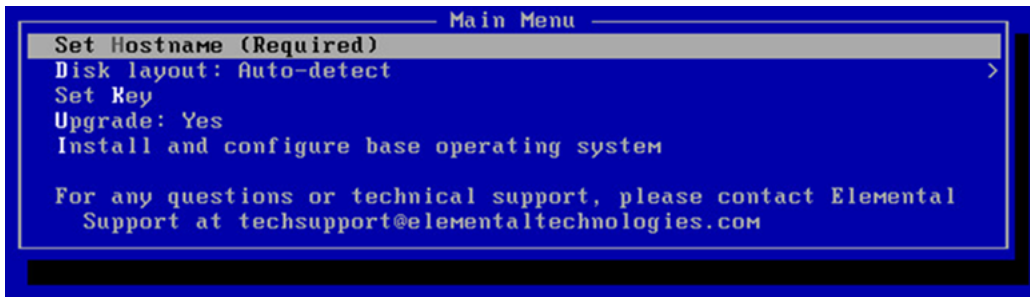 Main Menu
Set Hostname (Required)
Disk layout: Auto-detect >
Set Key
Upgrade: Yes
Install and configure base operating system
For any questions or technical support, please contact Elemental
Support at techsupport@elementaltechnologies.com